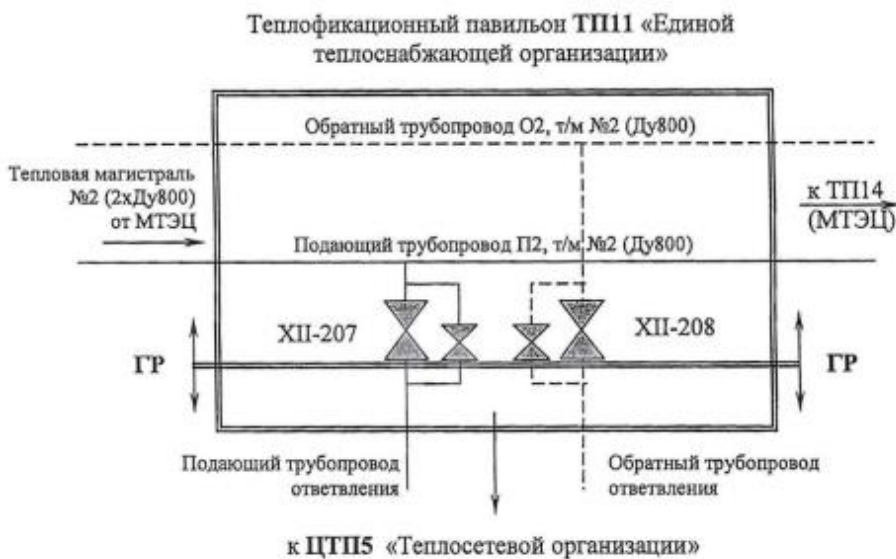 Теплофикационный павильон ТП11 «Единой
теплоснабжающей организации»
Обратный трубопровод О2, т/м №2 (Ду800)
Тепловая магистраль
№2 (2хДу800)
от МТЭЦ
к ТП14
(МТЭЦ)
Подающий трубопровод П2, т/м №2 (Ду800)
ХII-207
ХII-208
ГР
ГР
Подающий трубопровод
ответвления
Обратный трубопровод
ответвления
к ЦТП5 «Теплосетевой организации»